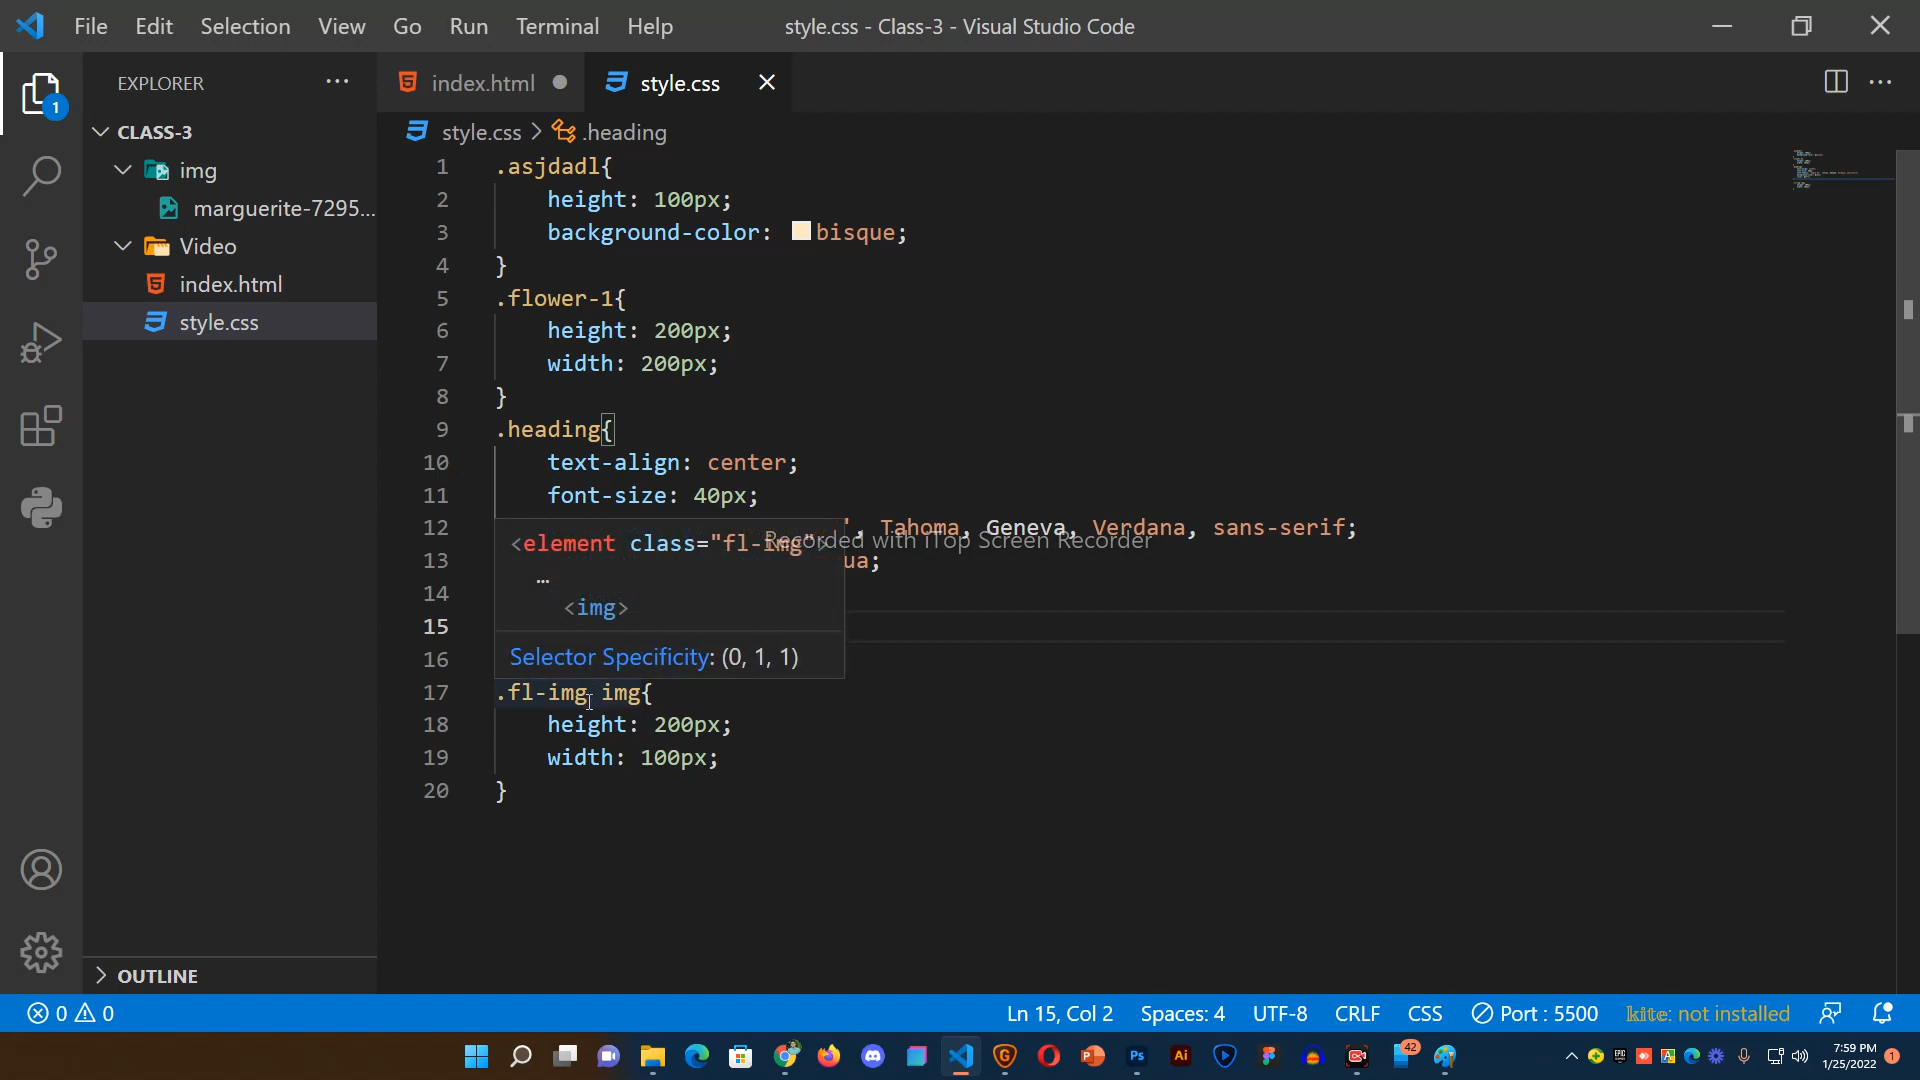 File Edit Selection View Go Run Terminal Help
style.css - Class-3 - Visual Studio Code
EXPLORER
index.html
style.css
CLASS-3
img
marguerite-7295...
Video
index.html
style.css
style.css > .heading
1 .asjdadl{
2 height: 100px;
3 background-color: bisque;
4 }
5 .flower-1{
6 height: 200px;
7 width: 200px;
8 }
9 .heading{
10 text-align: center;
11 font-size: 40px;
12 ', Tahoma, Geneva, Verdana, sans-serif;
13 ua;
14
15
16
17 .fl-img img{
18 height: 200px;
19 width: 100px;
20 }
<element class="fl-img">
…
<img>
Selector Specificity: (0, 1, 1)
Recorded with iTop Screen Recorder
OUTLINE
0 0
Ln 15, Col 2 Spaces: 4 UTF-8 CRLF CSS Port : 5500 kite: not installed
42
7:59 PM
1/25/2022
1